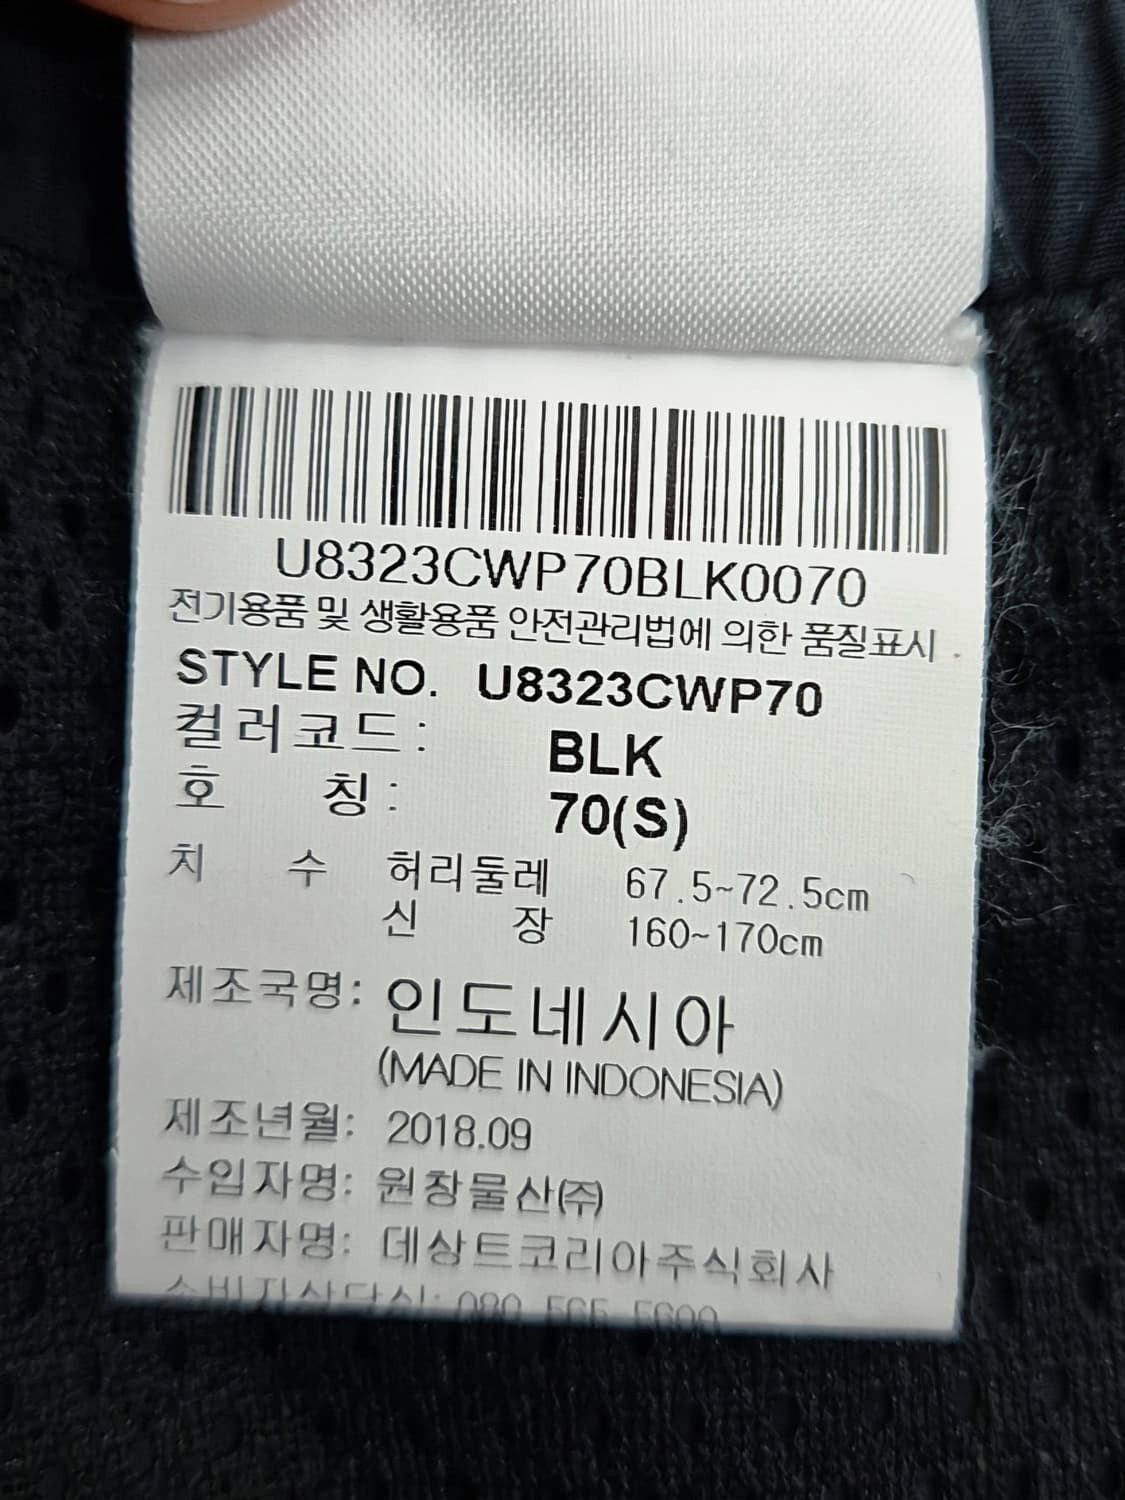 U8323CWP70BLK0070
전기용품 및 생활용품 안전관리법에 의한 품질표시 .
STYLE NO. U8323CWP70
컬러코드: BLK
호 칭: 70(S)
치 수 허리둘레 67.5~72.5cm
신 장 160~170cm
제조국명: 인도네시아
(MADE IN INDONESIA)
제조년월: 2018.09
수입자명: 원창물산㈜
판매자명: 데상트코리아주식회사